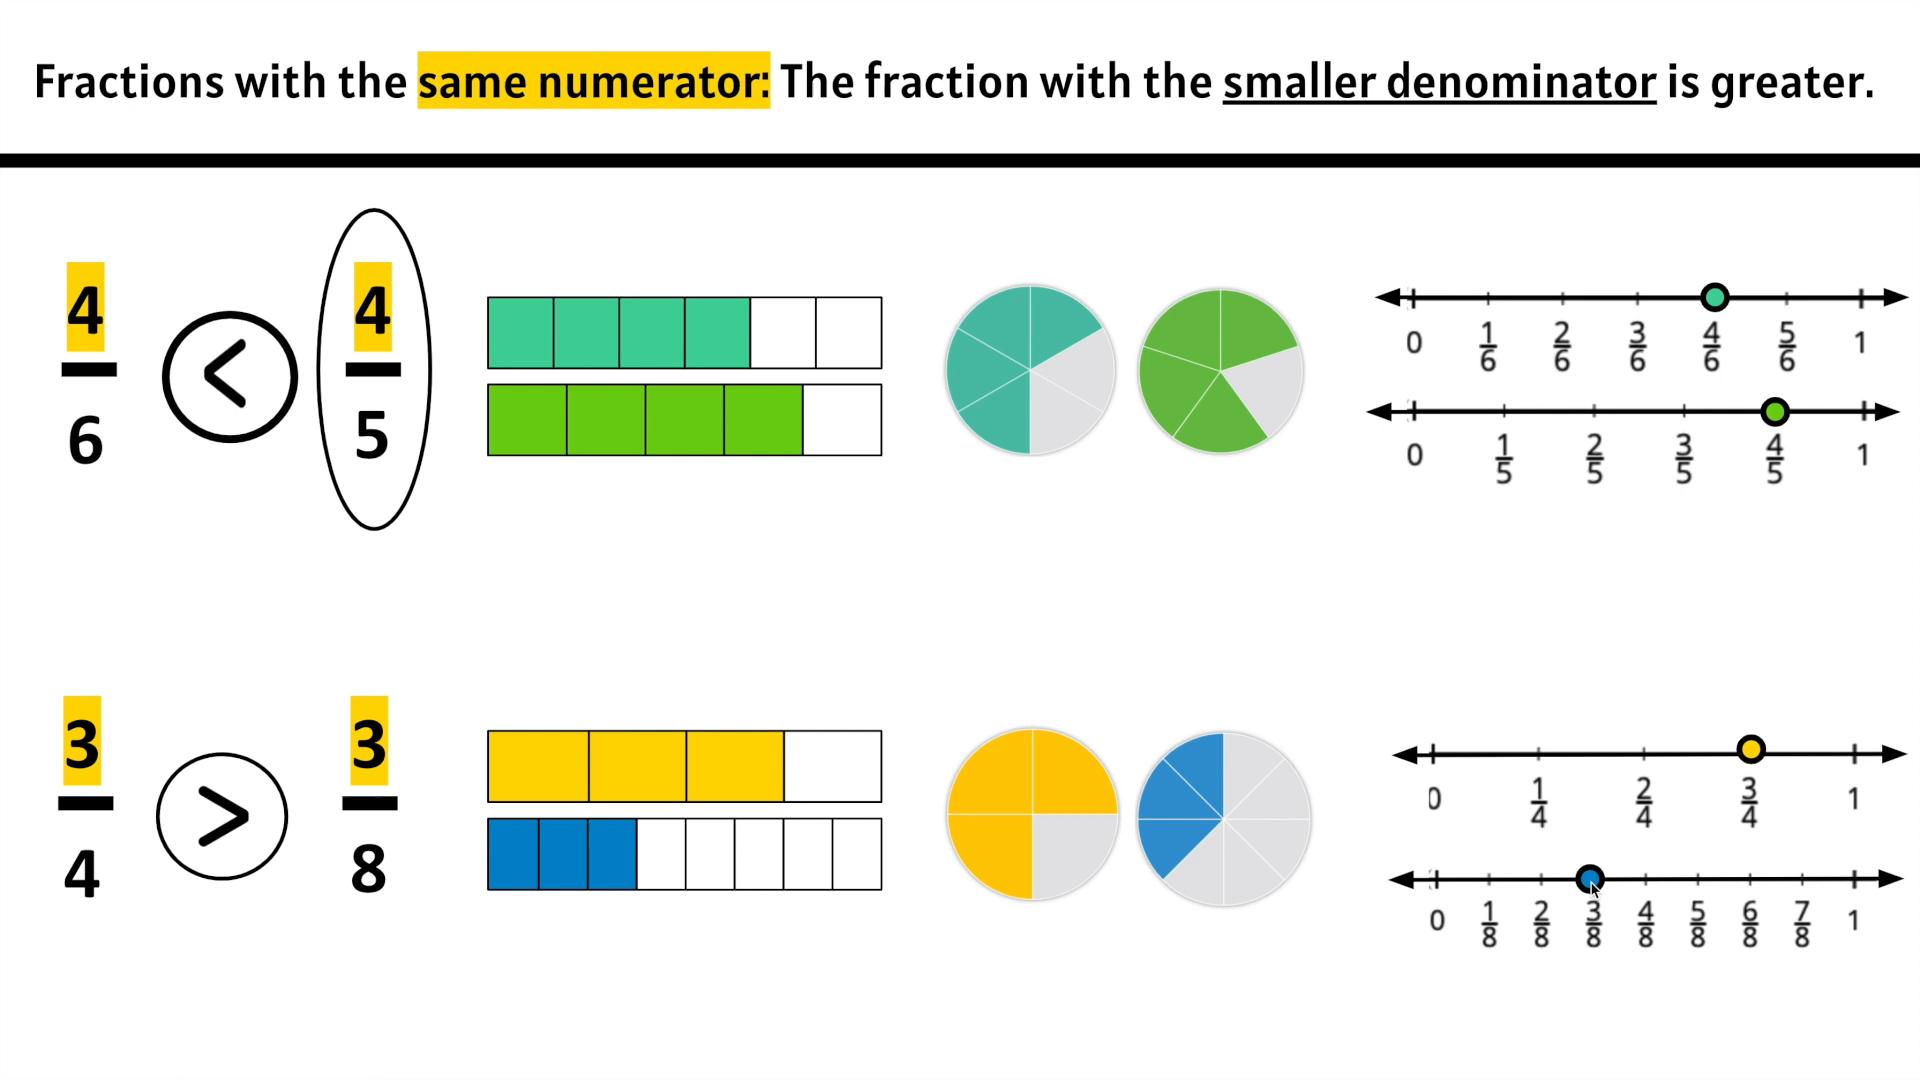 Fractions with the same numerator: The fraction with the smaller denominator is greater.
4 < 4
6 5
0 1/6 2/6 3/6 4/6 5/6 1
0 1/5 2/5 3/5 4/5 1
3 > 3
4 8
0 1/4 2/4 3/4 1
0 1/8 2/8 3/8 4/8 5/8 6/8 7/8 1